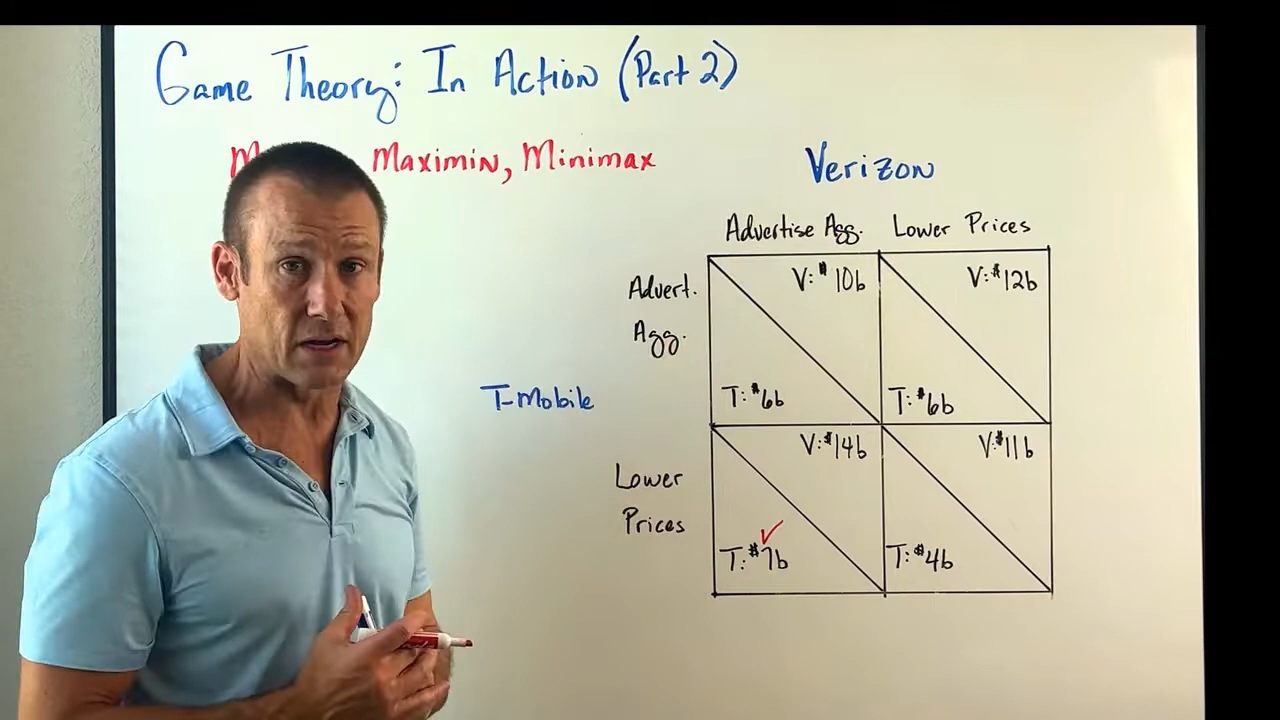 Game Theory: In Action (Part 2)
Maximin, Minimax
Verizon
Advertise Agg. Lower Prices
Advert.
Agg.
V: $10b V: $12b
T: $6b T: $6b
T-Mobile
Lower
Prices
V: $14b V: $11b
T: $7b T: $4b